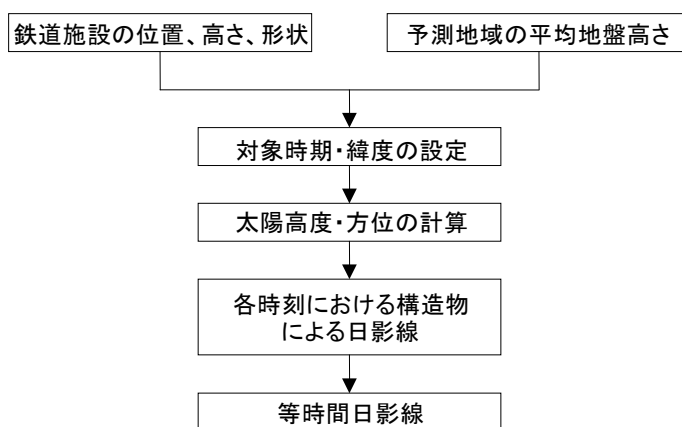 鉄道施設の位置、高さ、形状
予測地域の平均地盤高さ
対象時期・緯度の設定
太陽高度・方位の計算
各時刻における構造物
による日影線
等時間日影線